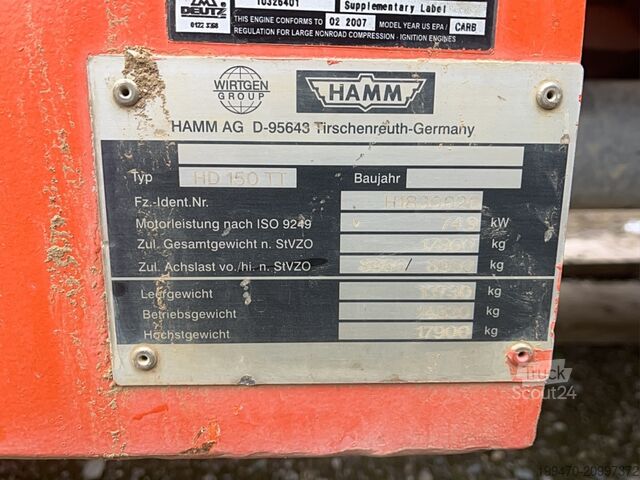 10326401 Supplementary Label
DEUTZ
THIS ENGINE CONFORMS TO 02 2007 MODEL YEAR US EPA / CARB
REGULATION FOR LARGE NONROAD COMPRESSION - IGNITION ENGINES
WIRTGEN GROUP
HAMM
HAMM AG D-95643 Tirschenreuth-Germany
Typ HD 150 TT Baujahr
Fz.-Ident.Nr.
Motorleistung nach ISO 9249 kW
Zul. Gesamtgewicht n. StVZO kg
Zul. Achslast vo./hi. n. StVZO / kg
Leergewicht kg
Betriebsgewicht kg
Höchstgewicht 17900 kg
Truck
Scout24
199470-20997372